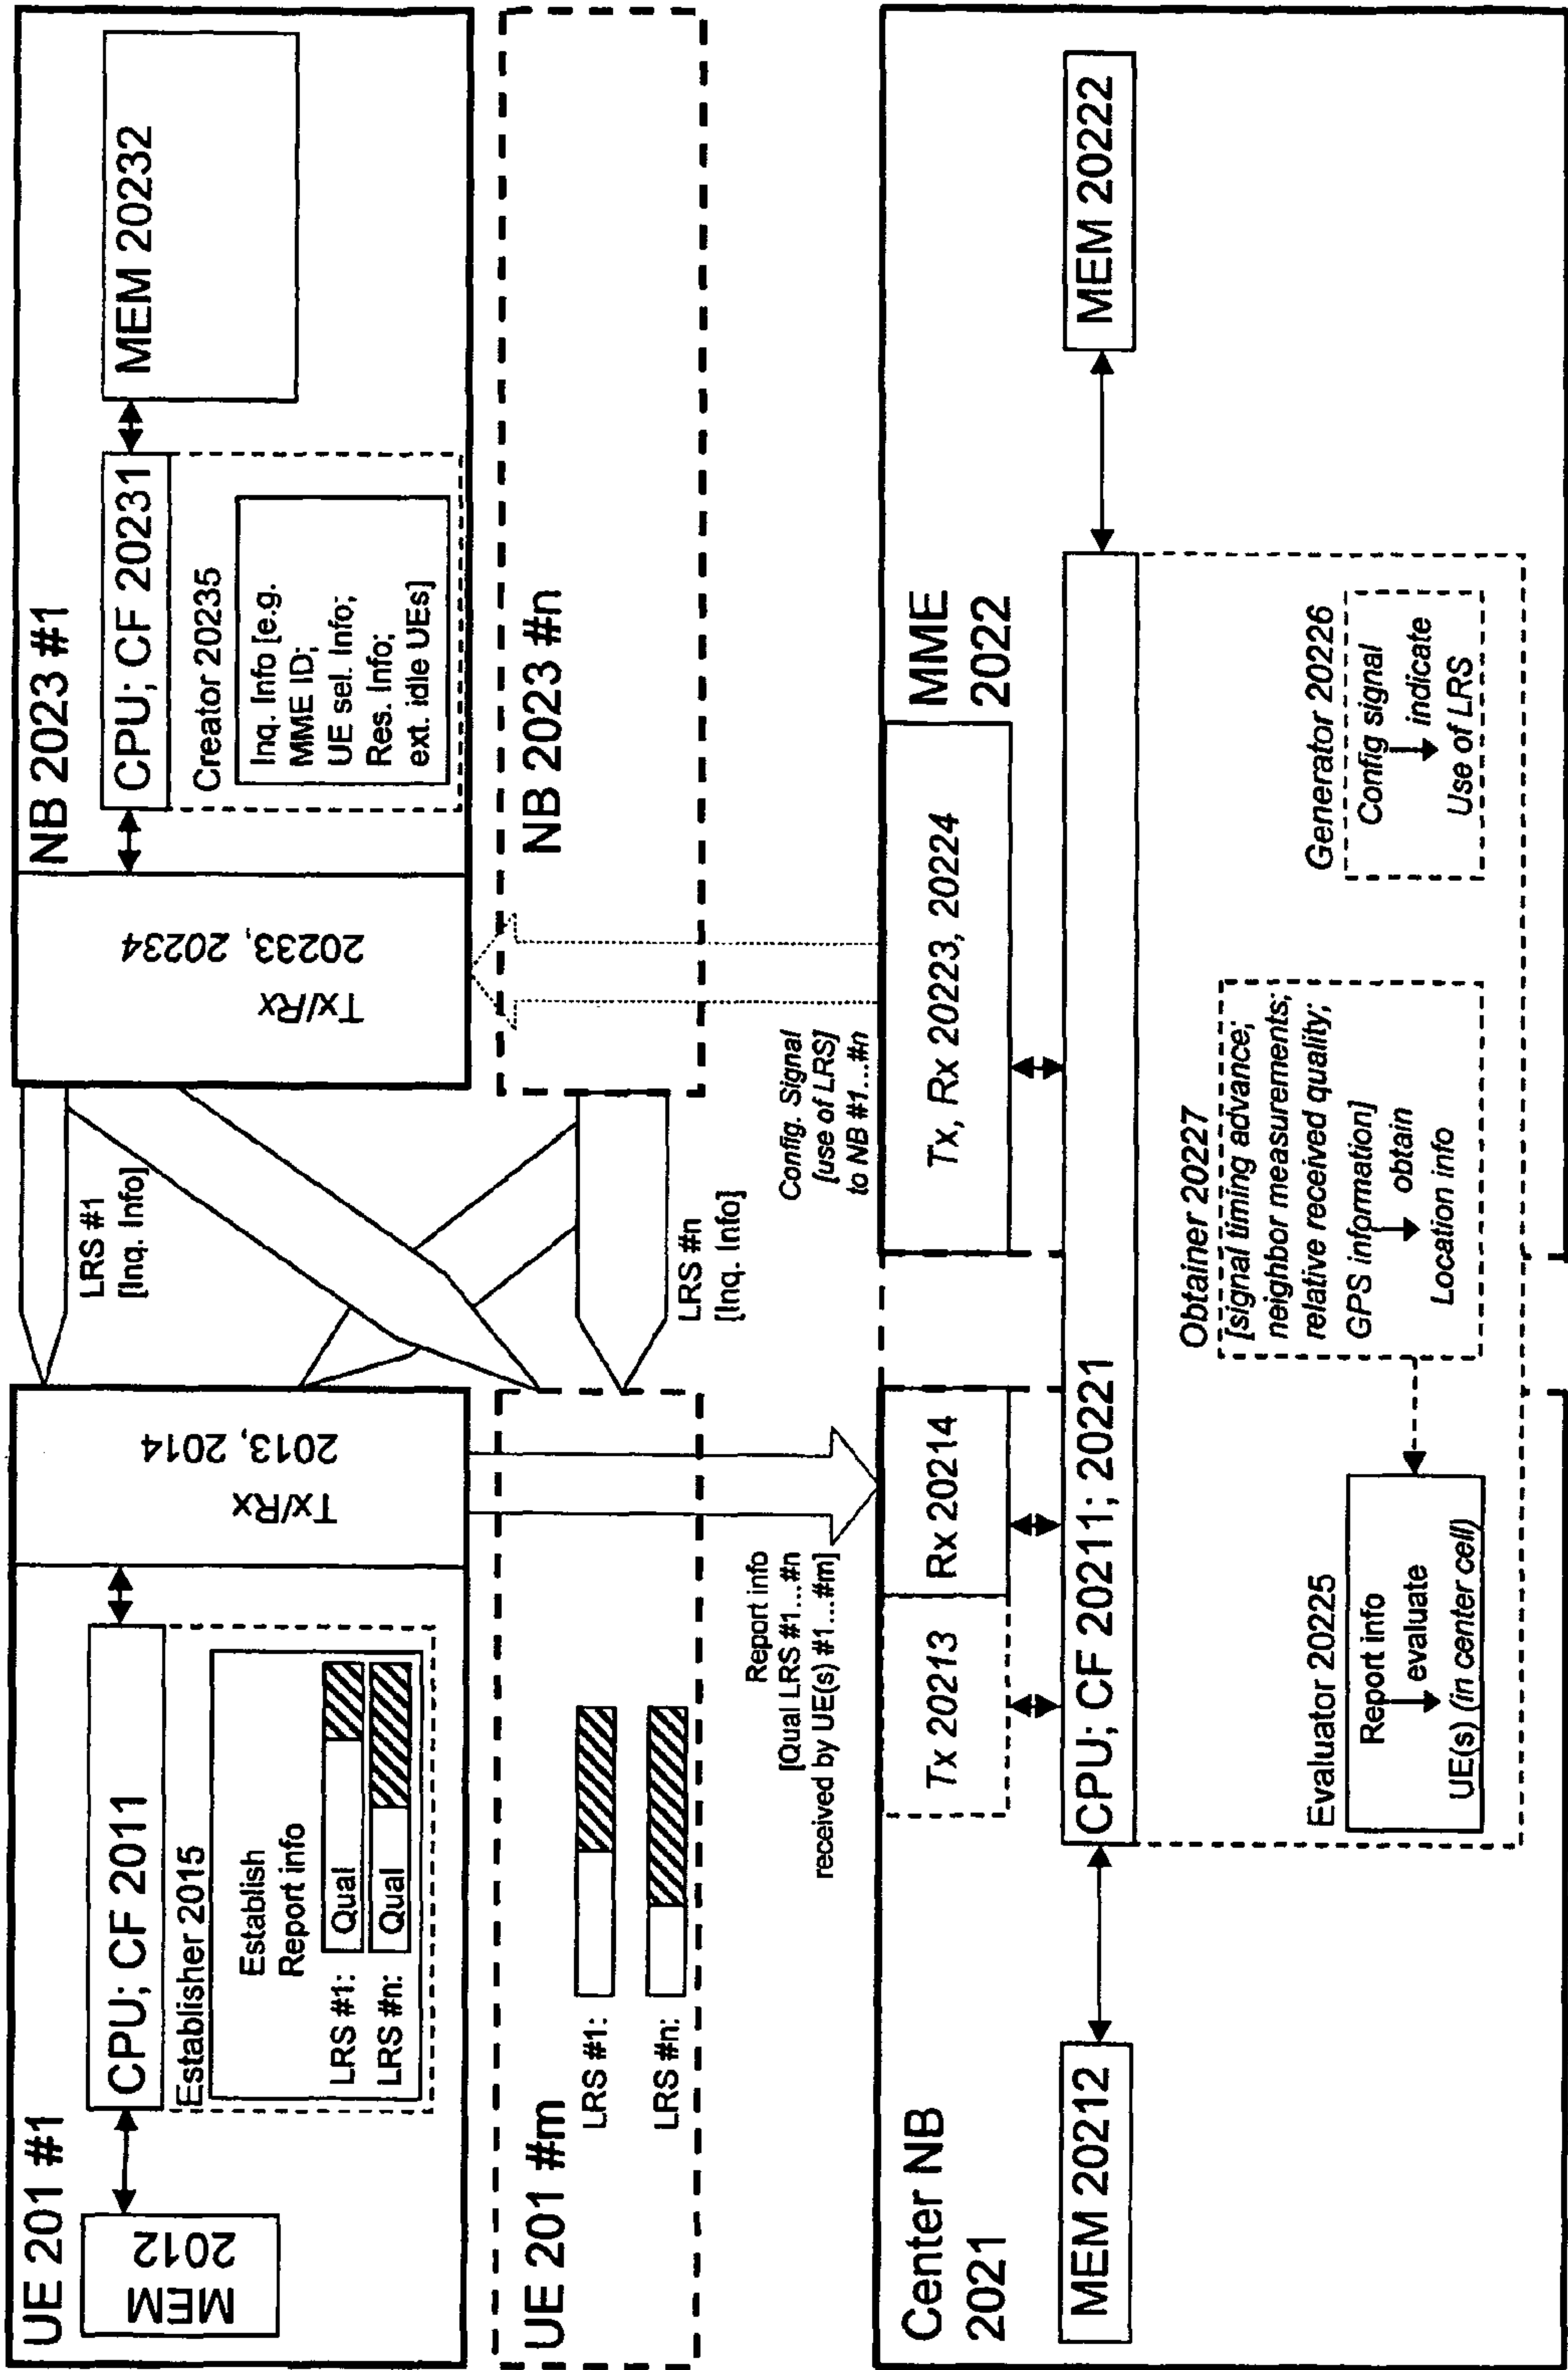 UE 201 #1
MEM
2012
CPU; CF 2011
Establisher 2015
Establish
Report info
LRS #1:
Qual
LRS #n:
Qual
Tx/Rx
2013, 2014
LRS #1
[Inq. Info]
NB 2023 #1
Tx/Rx
20233, 20234
CPU; CF 20231
Creator 20235
Inq. Info [e.g.
MME ID;
UE sel. Info;
Res. Info;
ext. idle UEs]
MEM 20232
UE 201 #m
LRS #1:
LRS #n:
LRS #n
[Inq. Info]
NB 2023 #n
Report info
[Qual LRS #1...#n
received by UE(s) #1...#m]
Config. Signal
[use of LRS]
to NB #1...#n
Center NB
2021
Tx 20213
Rx 20214
Tx, Rx 20223, 20224
MME
2022
MEM 20212
CPU; CF 20211; 20221
MEM 20222
Evaluator 20225
Report info
evaluate
UE(s) (in center cell)
Obtainer 20227
[signal timing advance;
neighbor measurements;
relative received quality;
GPS information]
obtain
Location info
Generator 20226
Config signal
indicate
Use of LRS